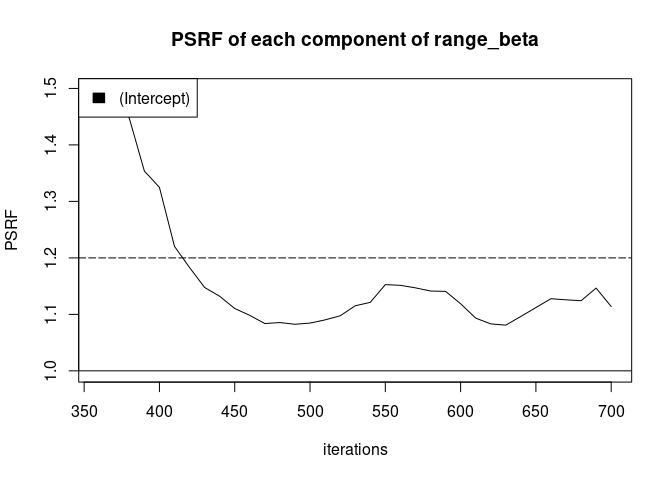 PSRF of each component of range_beta
(Intercept)
PSRF
1.5
1.4
1.3
1.2
1.1
1.0
350 400 450 500 550 600 650 700
iterations